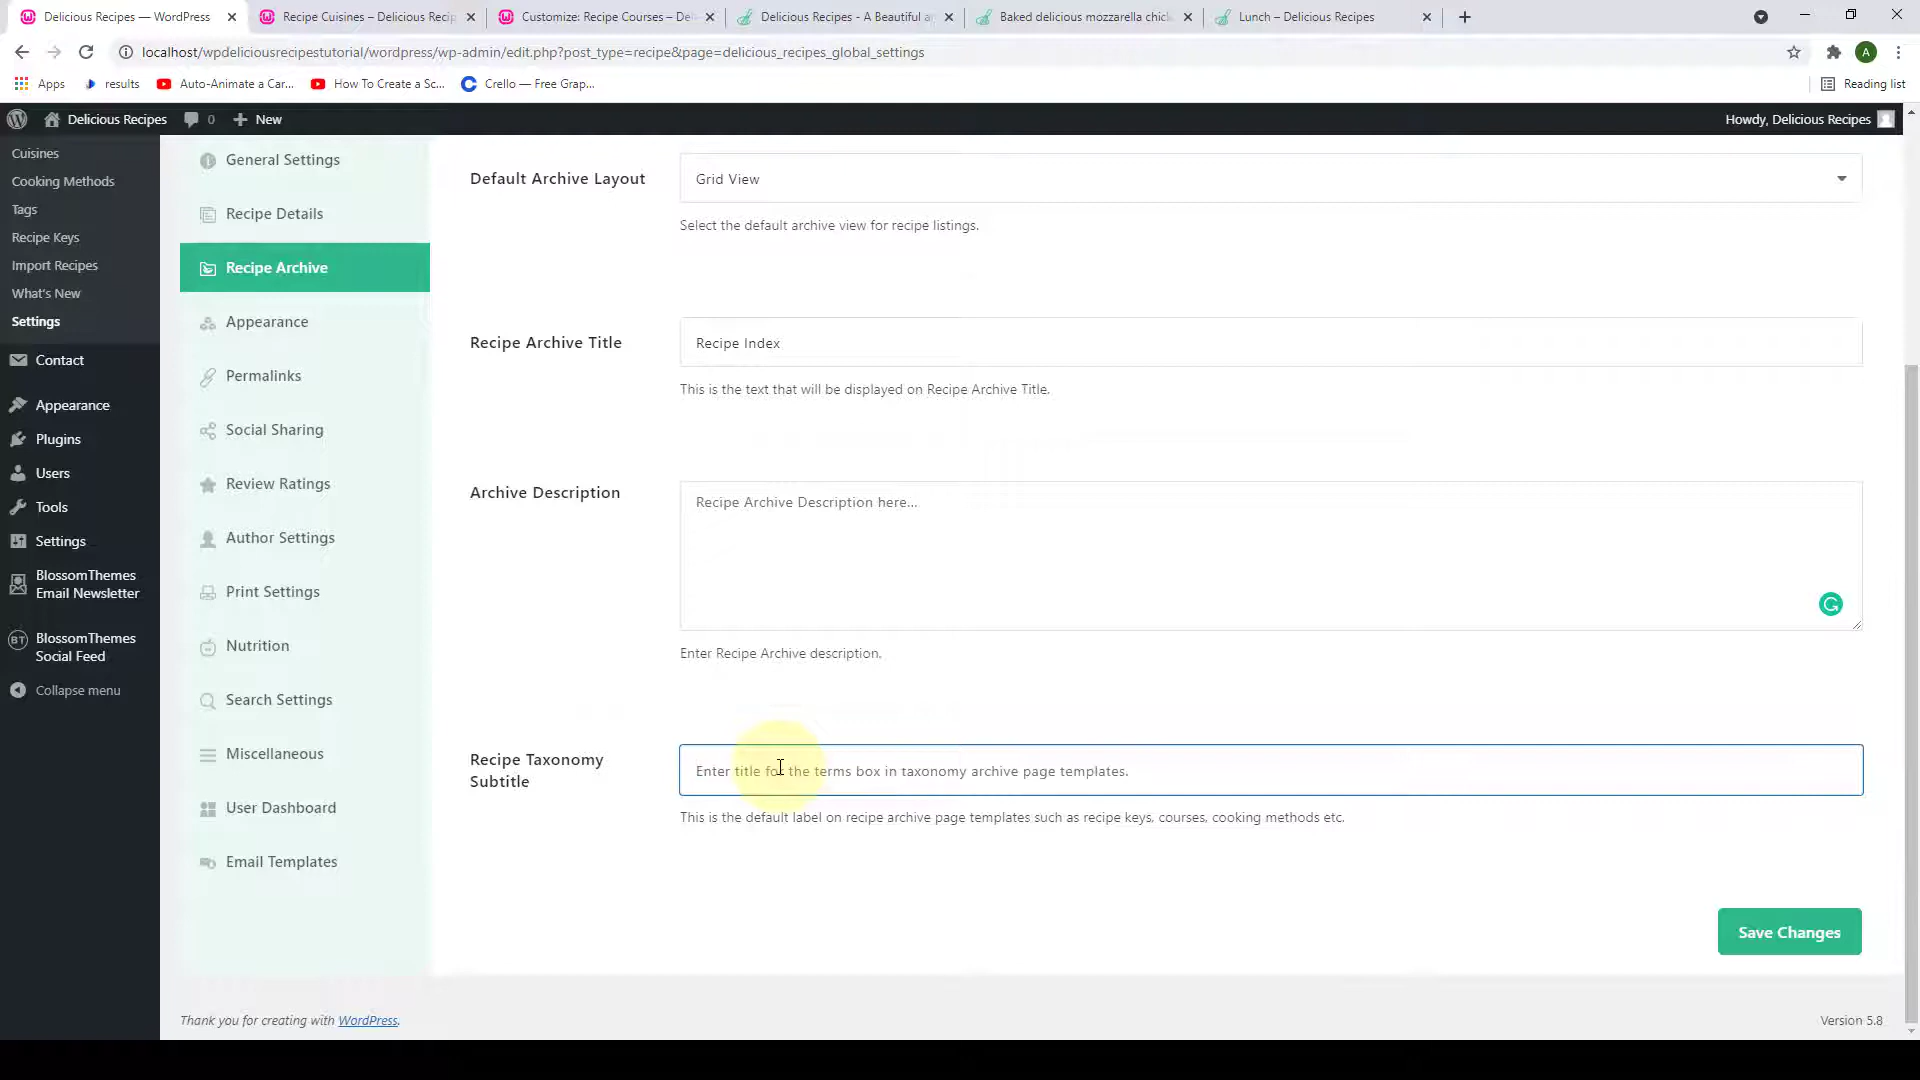 Delicious Recipes — WordPress
Recipe Cuisines – Delicious Recip
Customize: Recipe Courses – De
Delicious Recipes - A Beautiful a
Baked delicious mozzarella chick
Lunch – Delicious Recipes
localhost/wpdeliciousrecipestutorial/wordpress/wp-admin/edit.php?post_type=recipe&page=delicious_recipes_global_settings
A
Apps
results
Auto-Animate a Car...
How To Create a Sc...
Crello — Free Grap...
Reading list
Delicious Recipes
0
New
Howdy, Delicious Recipes
Cuisines
Cooking Methods
Tags
Recipe Keys
Import Recipes
What's New
Settings
Contact
Appearance
Plugins
Users
Tools
Settings
BlossomThemes
Email Newsletter
BT
BlossomThemes
Social Feed
Collapse menu
General Settings
Recipe Details
Recipe Archive
Appearance
Permalinks
Social Sharing
Review Ratings
Author Settings
Print Settings
Nutrition
Search Settings
Miscellaneous
User Dashboard
Email Templates
Default Archive Layout
Grid View
Select the default archive view for recipe listings.
Recipe Archive Title
Recipe Index
This is the text that will be displayed on Recipe Archive Title.
Archive Description
Recipe Archive Description here...
Enter Recipe Archive description.
Recipe Taxonomy
Subtitle
Enter title for the terms box in taxonomy archive page templates.
This is the default label on recipe archive page templates such as recipe keys, courses, cooking methods etc.
Save Changes
Thank you for creating with WordPress.
Version 5.8